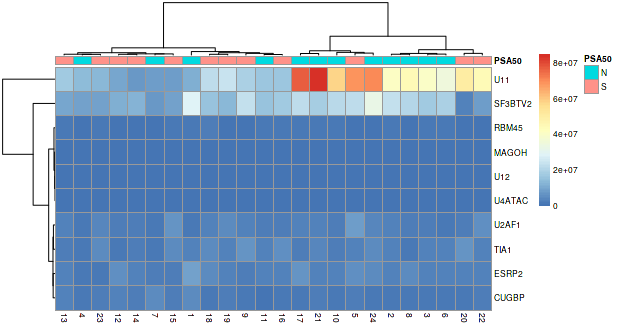 PSA50
PSA50
N
S
U11
SF3BTV2
RBM45
MAGOH
U12
U4ATAC
U2AF1
TIA1
ESRP2
CUGBP
8e+07
6e+07
4e+07
2e+07
0
13 4 23 12 14 7 15 1 18 19 9 11 16 17 21 10 5 24 2 8 3 6 20 22